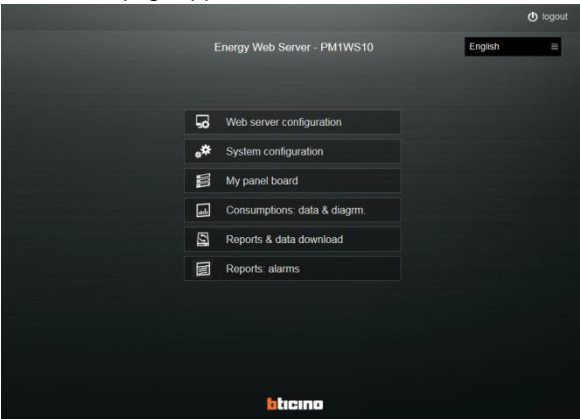 logout
Energy Web Server - PM1WS10
English
Web server configuration
System configuration
My panel board
Consumptions: data & diagrm.
Reports & data download
Reports: alarms
bticino